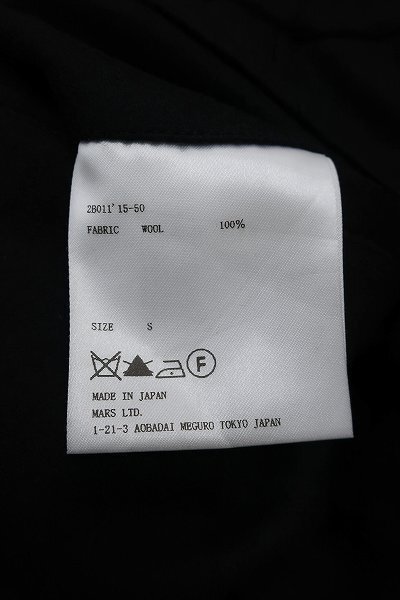 2B011'15-50
FABRIC WOOL 100%
SIZE S
F
MADE IN JAPAN
MARS LTD.
1-21-3 AOBADAI MEGURO TOKYO JAPAN